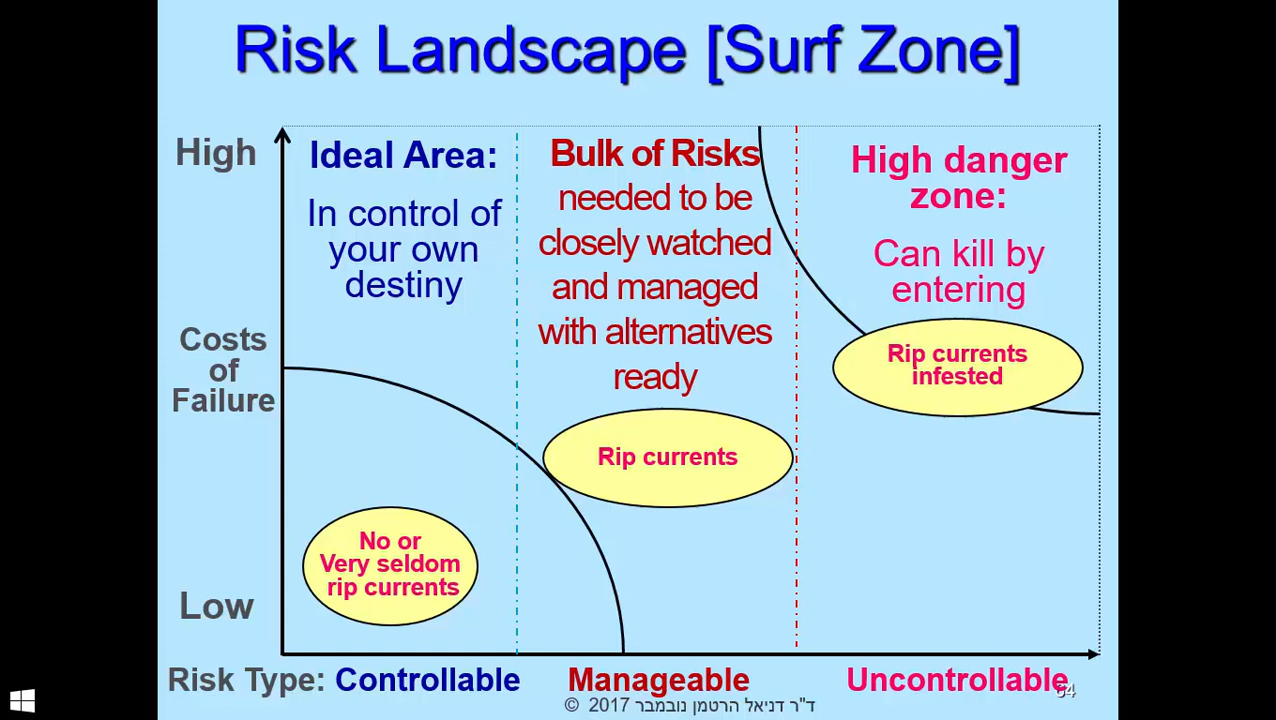 Risk Landscape [Surf Zone]
High
Ideal Area:
In control of
your own
destiny
Bulk of Risks
needed to be
closely watched
and managed
with alternatives
ready
High danger
zone:
Can kill by
entering
Costs
of
Failure
Rip currents
infested
Rip currents
No or
Very seldom
rip currents
Low
Risk Type: Controllable Manageable Uncontrollable
64
ד"ר דניאל הרטמן נובמבר 2017 ©